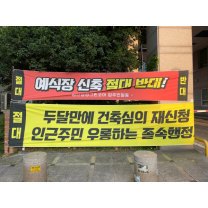 절대
예식장 신축 절대 반대!
반대
절대
두달만에 건축심의 재신청
인근주민 우롱하는 졸속행정